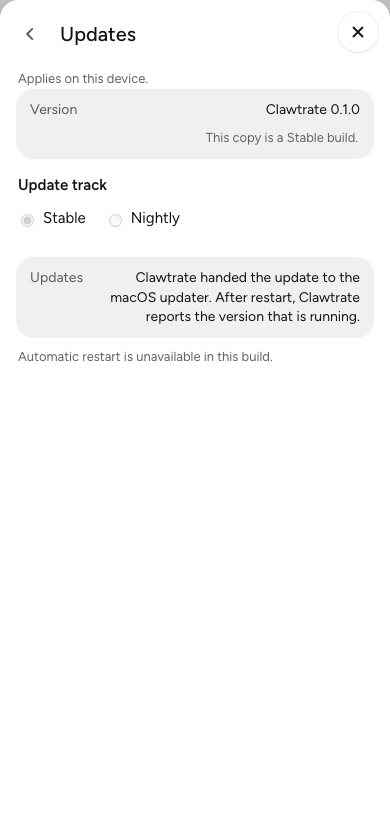 Updates
Applies on this device.
Version
Clawtrate 0.1.0
This copy is a Stable build.
Update track
Stable
Nightly
Updates
Clawtrate handed the update to the
macOS updater. After restart, Clawtrate
reports the version that is running.
Automatic restart is unavailable in this build.